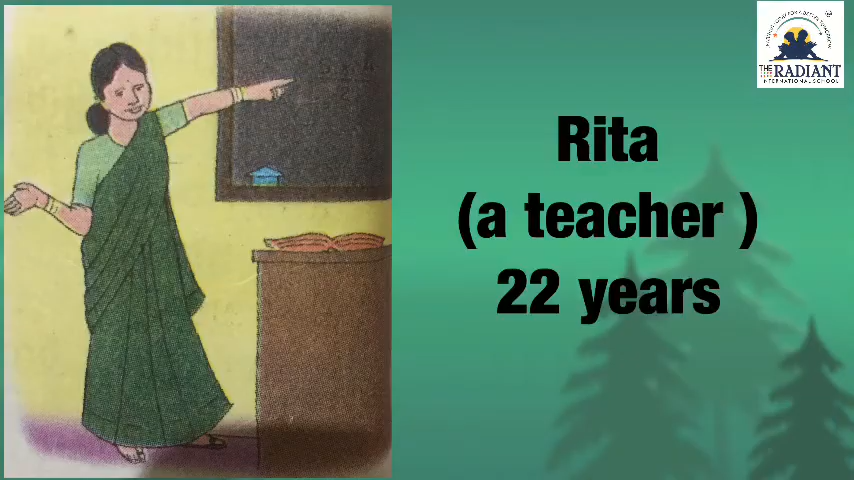 THE RADIANT
INTERNATIONAL SCHOOL
Rita
(a teacher )
22 years